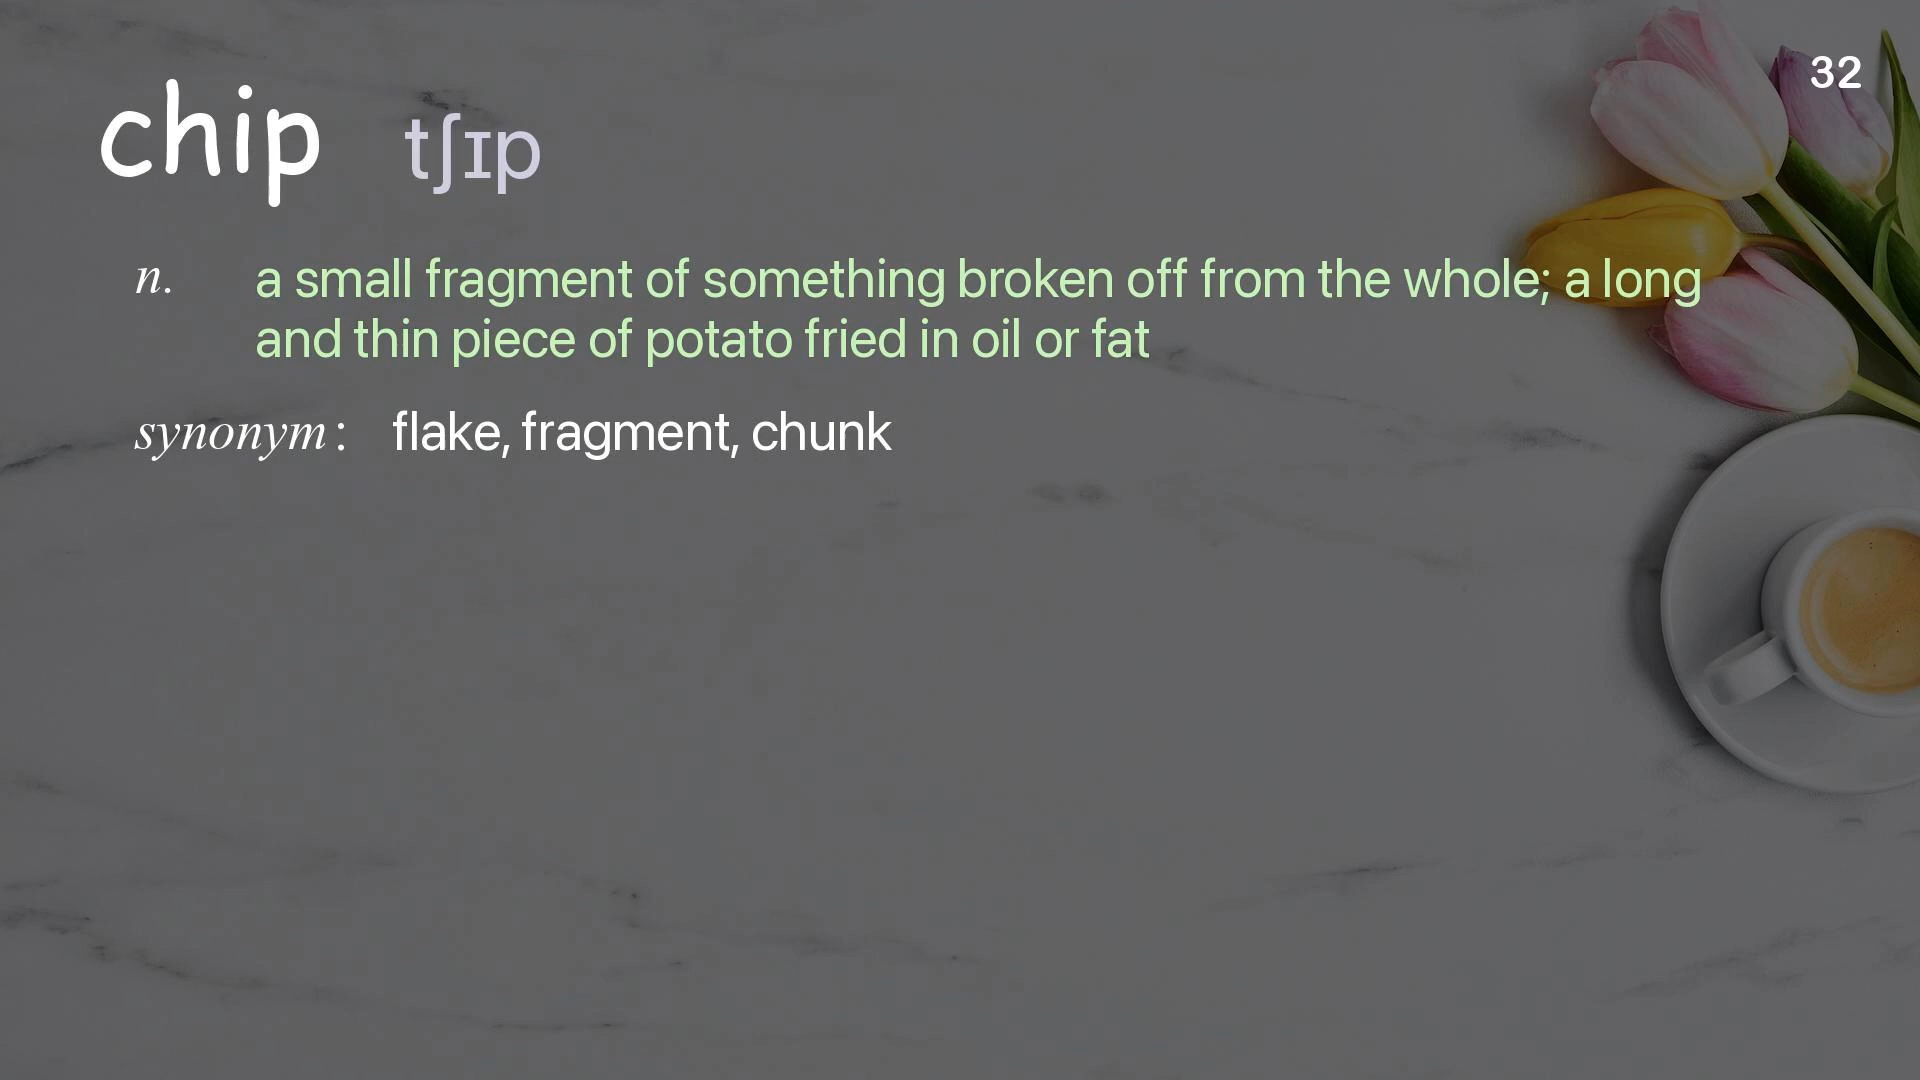 32
chip tʃɪp
n. a small fragment of something broken off from the whole; a long
and thin piece of potato fried in oil or fat
synonym: flake, fragment, chunk